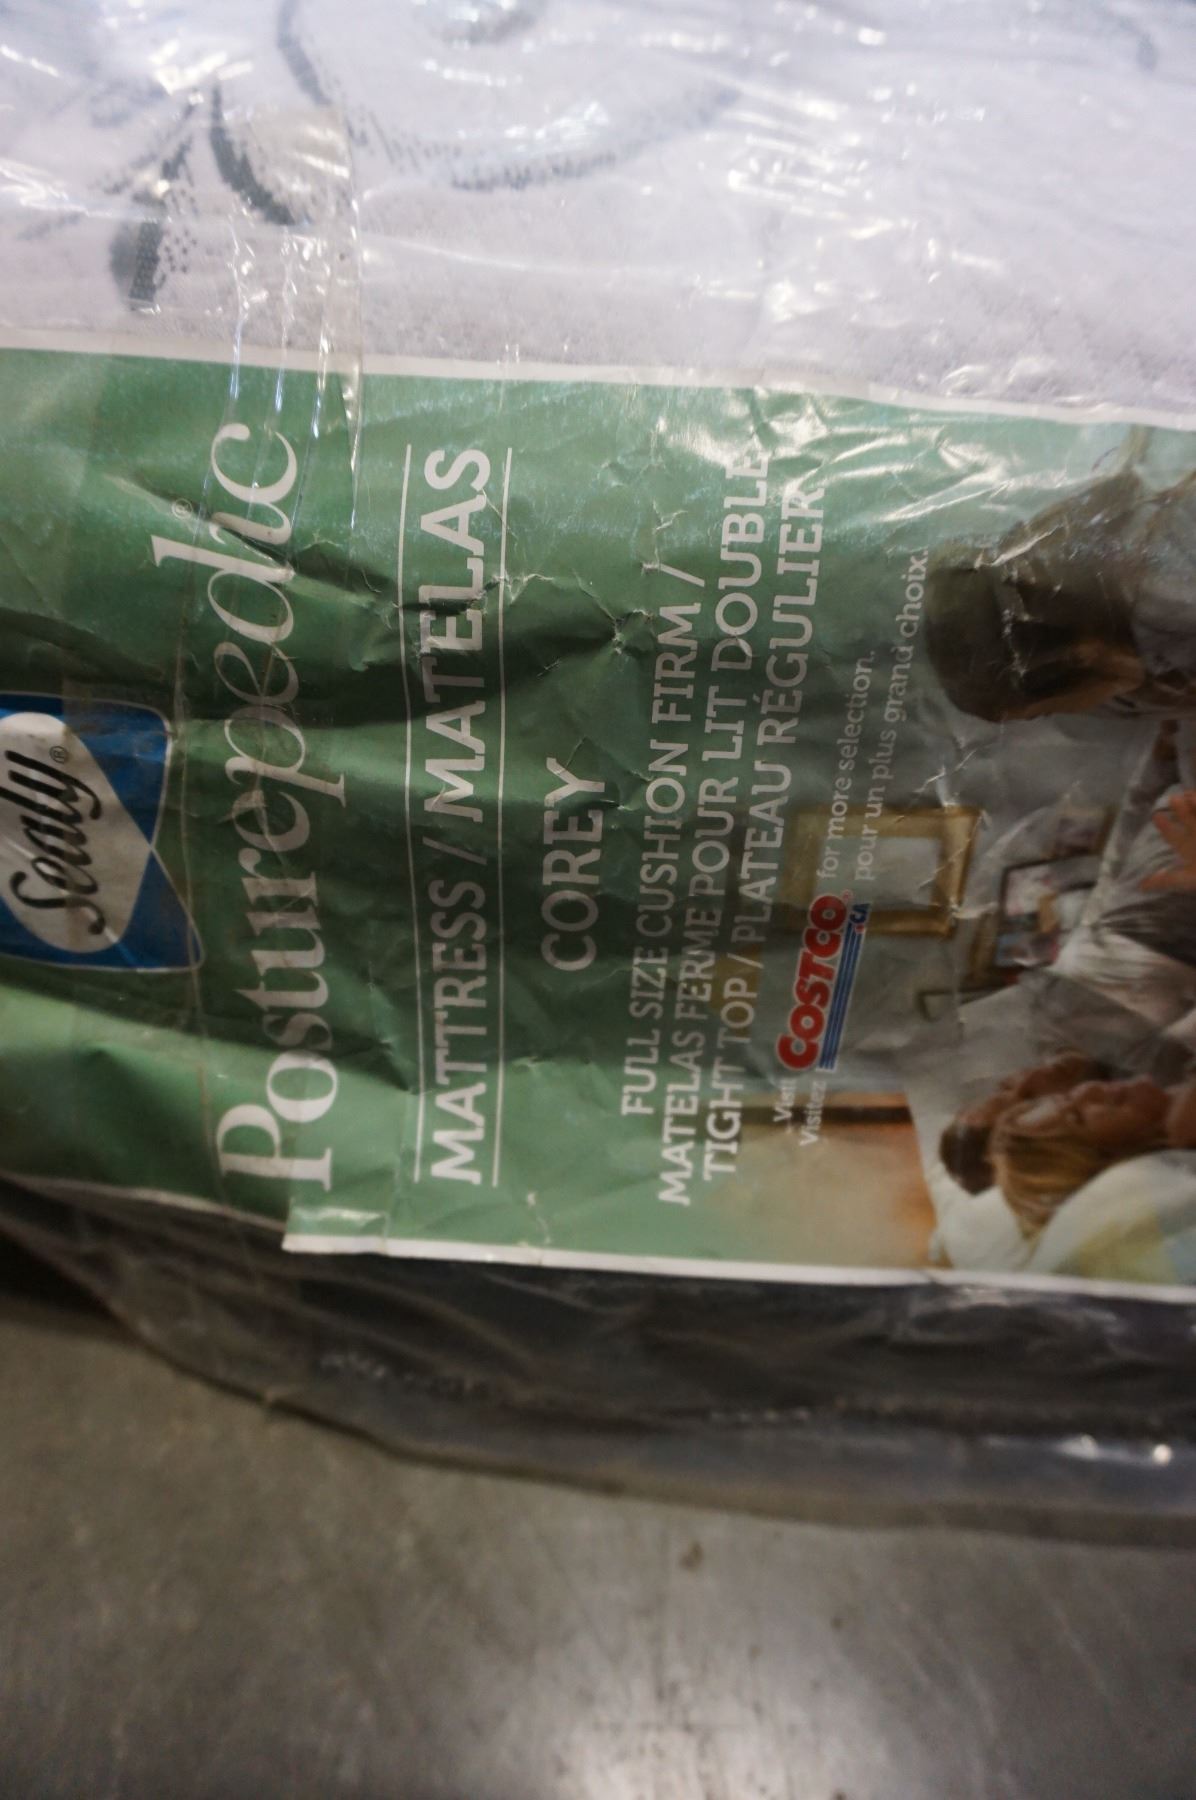 Sealy®
Posturepedic®
MATTRESS / MATELAS
COREY
FULL SIZE CUSHION FIRM /
MATELAS FERME POUR LIT DOUBLE
TIGHT TOP / PLATEAU RÉGULIER
Visit COSTCO.CA for more selection.
Visitez pour un plus grand choix.